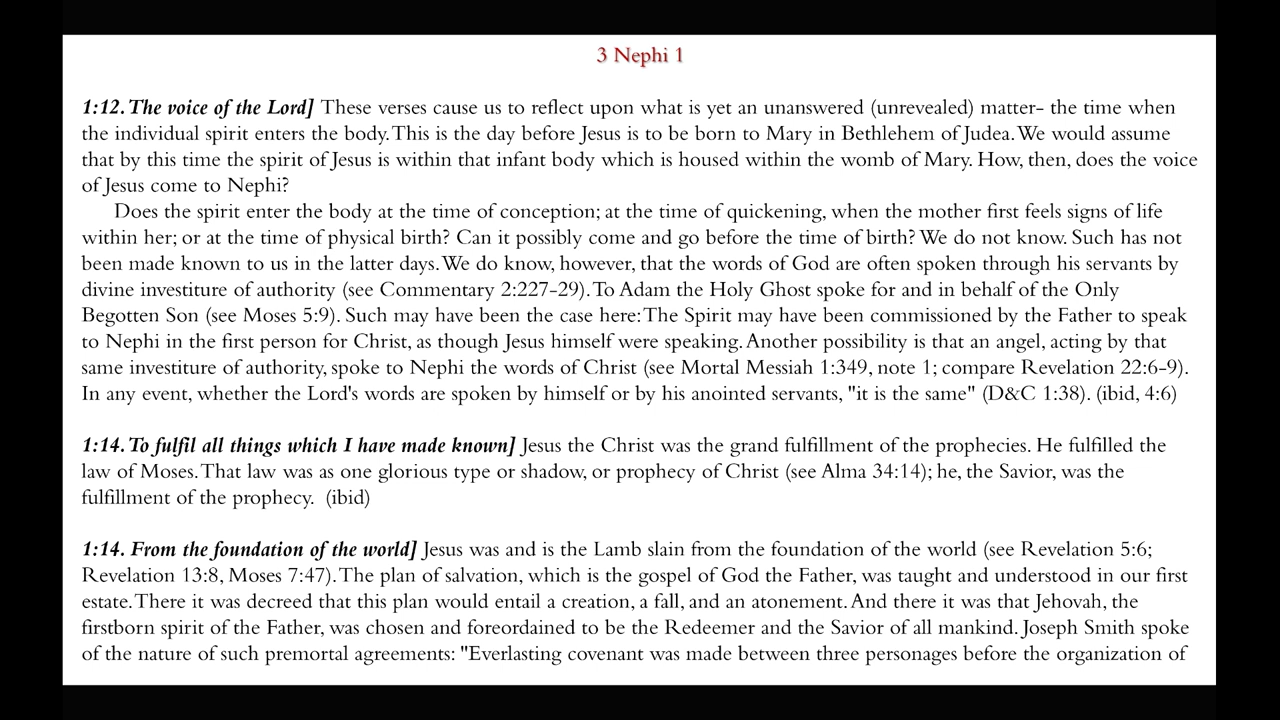 3 Nephi 1
1:12. The voice of the Lord] These verses cause us to reflect upon what is yet an unanswered (unrevealed) matter- the time when
the individual spirit enters the body. This is the day before Jesus is to be born to Mary in Bethlehem of Judea. We would assume
that by this time the spirit of Jesus is within that infant body which is housed within the womb of Mary. How, then, does the voice
of Jesus come to Nephi?
Does the spirit enter the body at the time of conception; at the time of quickening, when the mother first feels signs of life
within her; or at the time of physical birth? Can it possibly come and go before the time of birth? We do not know. Such has not
been made known to us in the latter days. We do know, however, that the words of God are often spoken through his servants by
divine investiture of authority (see Commentary 2:227-29). To Adam the Holy Ghost spoke for and in behalf of the Only
Begotten Son (see Moses 5:9). Such may have been the case here: The Spirit may have been commissioned by the Father to speak
to Nephi in the first person for Christ, as though Jesus himself were speaking. Another possibility is that an angel, acting by that
same investiture of authority, spoke to Nephi the words of Christ (see Mortal Messiah 1:349, note 1; compare Revelation 22:6-9).
In any event, whether the Lord's words are spoken by himself or by his anointed servants, "it is the same" (D&C 1:38). (ibid, 4:6)
1:14. To fulfil all things which I have made known] Jesus the Christ was the grand fulfillment of the prophecies. He fulfilled the
law of Moses. That law was as one glorious type or shadow, or prophecy of Christ (see Alma 34:14); he, the Savior, was the
fulfillment of the prophecy. (ibid)
1:14. From the foundation of the world] Jesus was and is the Lamb slain from the foundation of the world (see Revelation 5:6;
Revelation 13:8, Moses 7:47). The plan of salvation, which is the gospel of God the Father, was taught and understood in our first
estate. There it was decreed that this plan would entail a creation, a fall, and an atonement. And there it was that Jehovah, the
firstborn spirit of the Father, was chosen and foreordained to be the Redeemer and the Savior of all mankind. Joseph Smith spoke
of the nature of such premortal agreements: "Everlasting covenant was made between three personages before the organization of